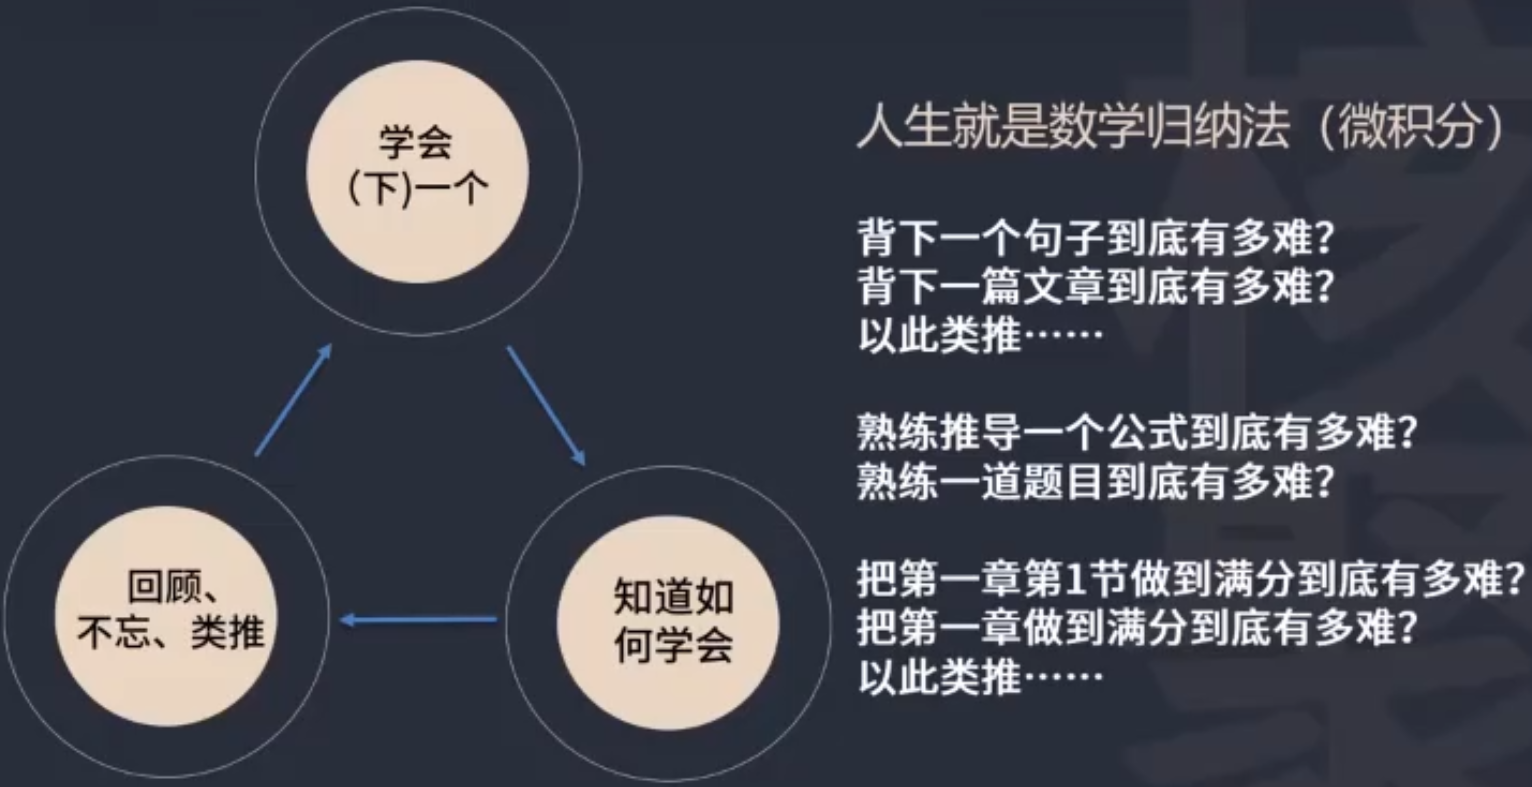 学会
(下)一个
回顾、
不忘、类推
知道如
何学会
人生就是数学归纳法（微积分）
背下一个句子到底有多难？
背下一篇文章到底有多难？
以此类推……
熟练推导一个公式到底有多难？
熟练一道题目到底有多难？
把第一章第1节做到满分到底有多难？
把第一章做到满分到底有多难？
以此类推……